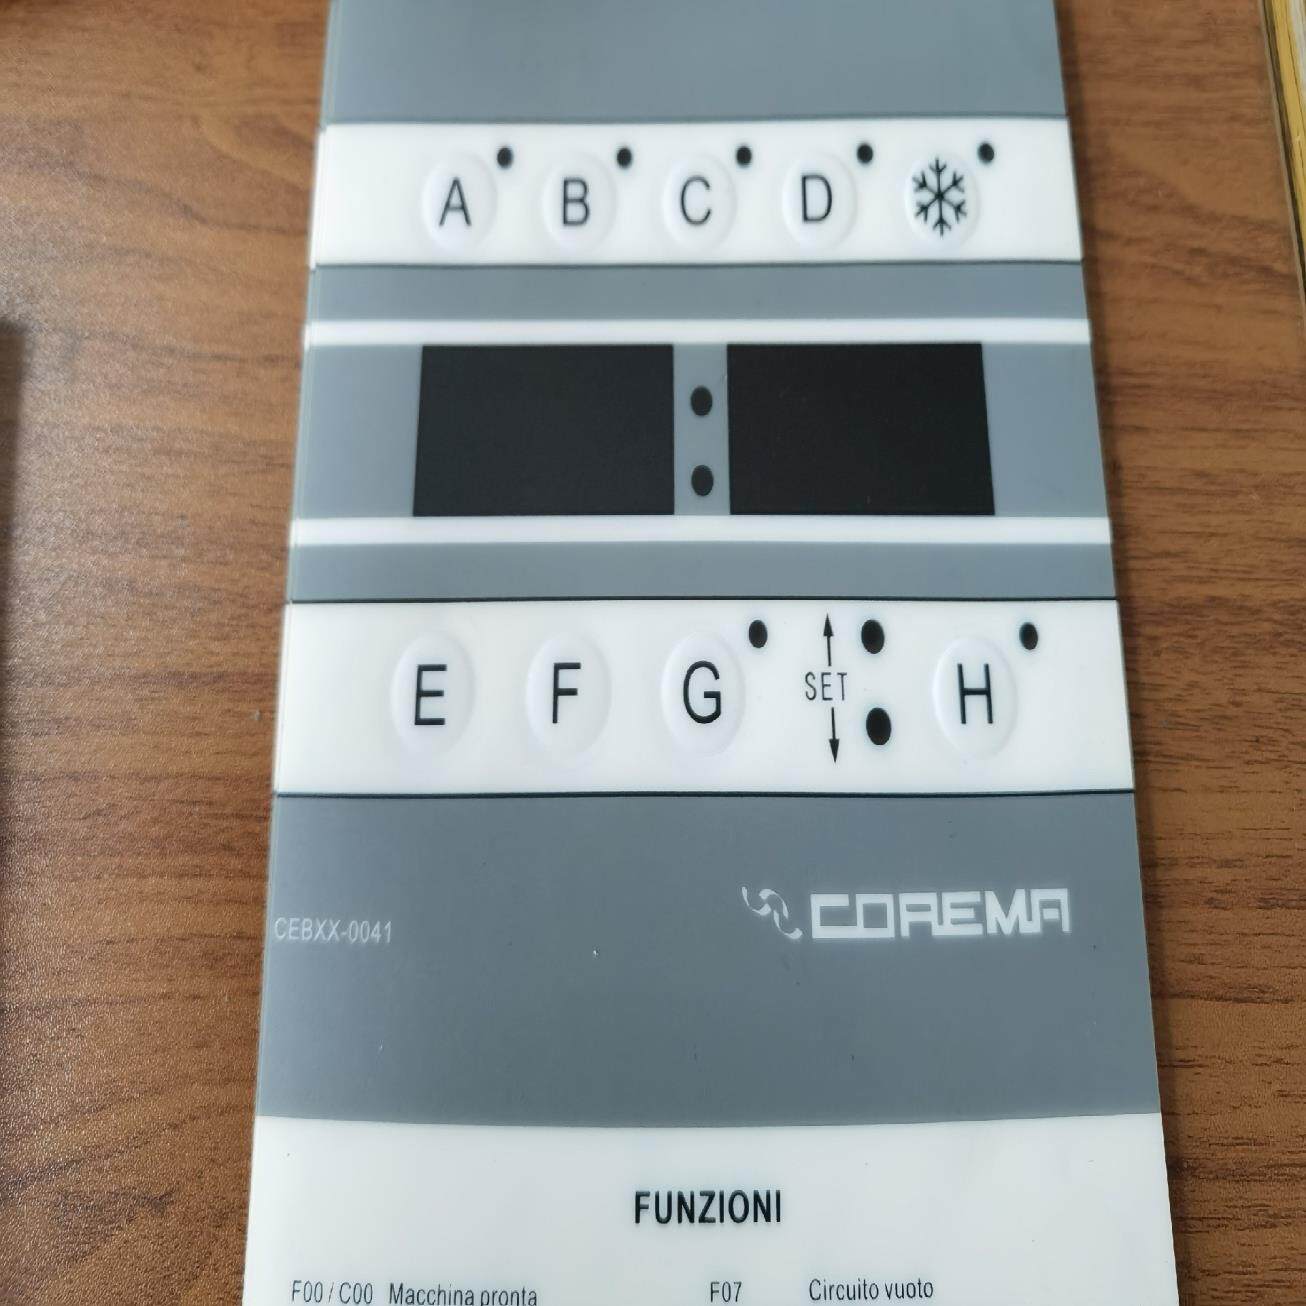 A B C D
E F G SET H
COREMA
CEBXX-0041
FUNZIONI
F00 / C00 Macchina pronta F07 Circuito vuoto